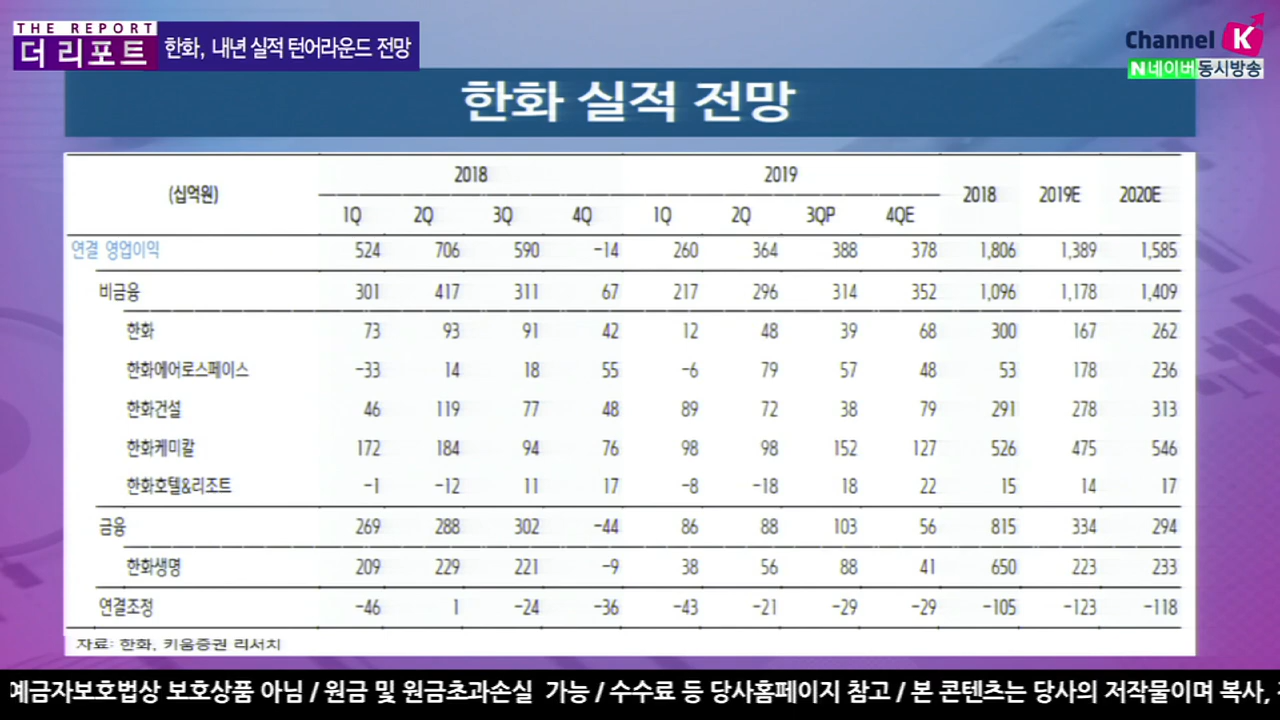 THE REPORT
더 리포트 한화, 내년 실적 턴어라운드 전망
Channel K
N 네이버 동시방송
한화 실적 전망
(십억원) 2018 2019 2018 2019E 2020E
1Q 2Q 3Q 4Q 1Q 2Q 3QP 4QE
연결 영업이익 524 706 590 -14 260 364 388 378 1,806 1,389 1,585
비금융 301 417 311 67 217 296 314 352 1,096 1,178 1,409
한화 73 93 91 42 12 48 39 68 300 167 262
한화에어로스페이스 -33 14 18 55 -6 79 57 48 53 178 236
한화건설 46 119 77 48 89 72 38 79 291 278 313
한화케미칼 172 184 94 76 98 98 152 127 526 475 546
한화호텔&리조트 -1 -12 11 17 -8 -18 18 22 15 14 17
금융 269 288 302 -44 86 88 103 56 815 334 294
한화생명 209 229 221 -9 38 56 88 41 650 223 233
연결조정 -46 1 -24 -36 -43 -21 -29 -29 -105 -123 -118
자료: 한화, 키움증권 리서치
예금자보호법상 보호상품 아님 / 원금 및 원금초과손실 가능 / 수수료 등 당사홈페이지 참고 / 본 콘텐츠는 당사의 저작물이며 복사,